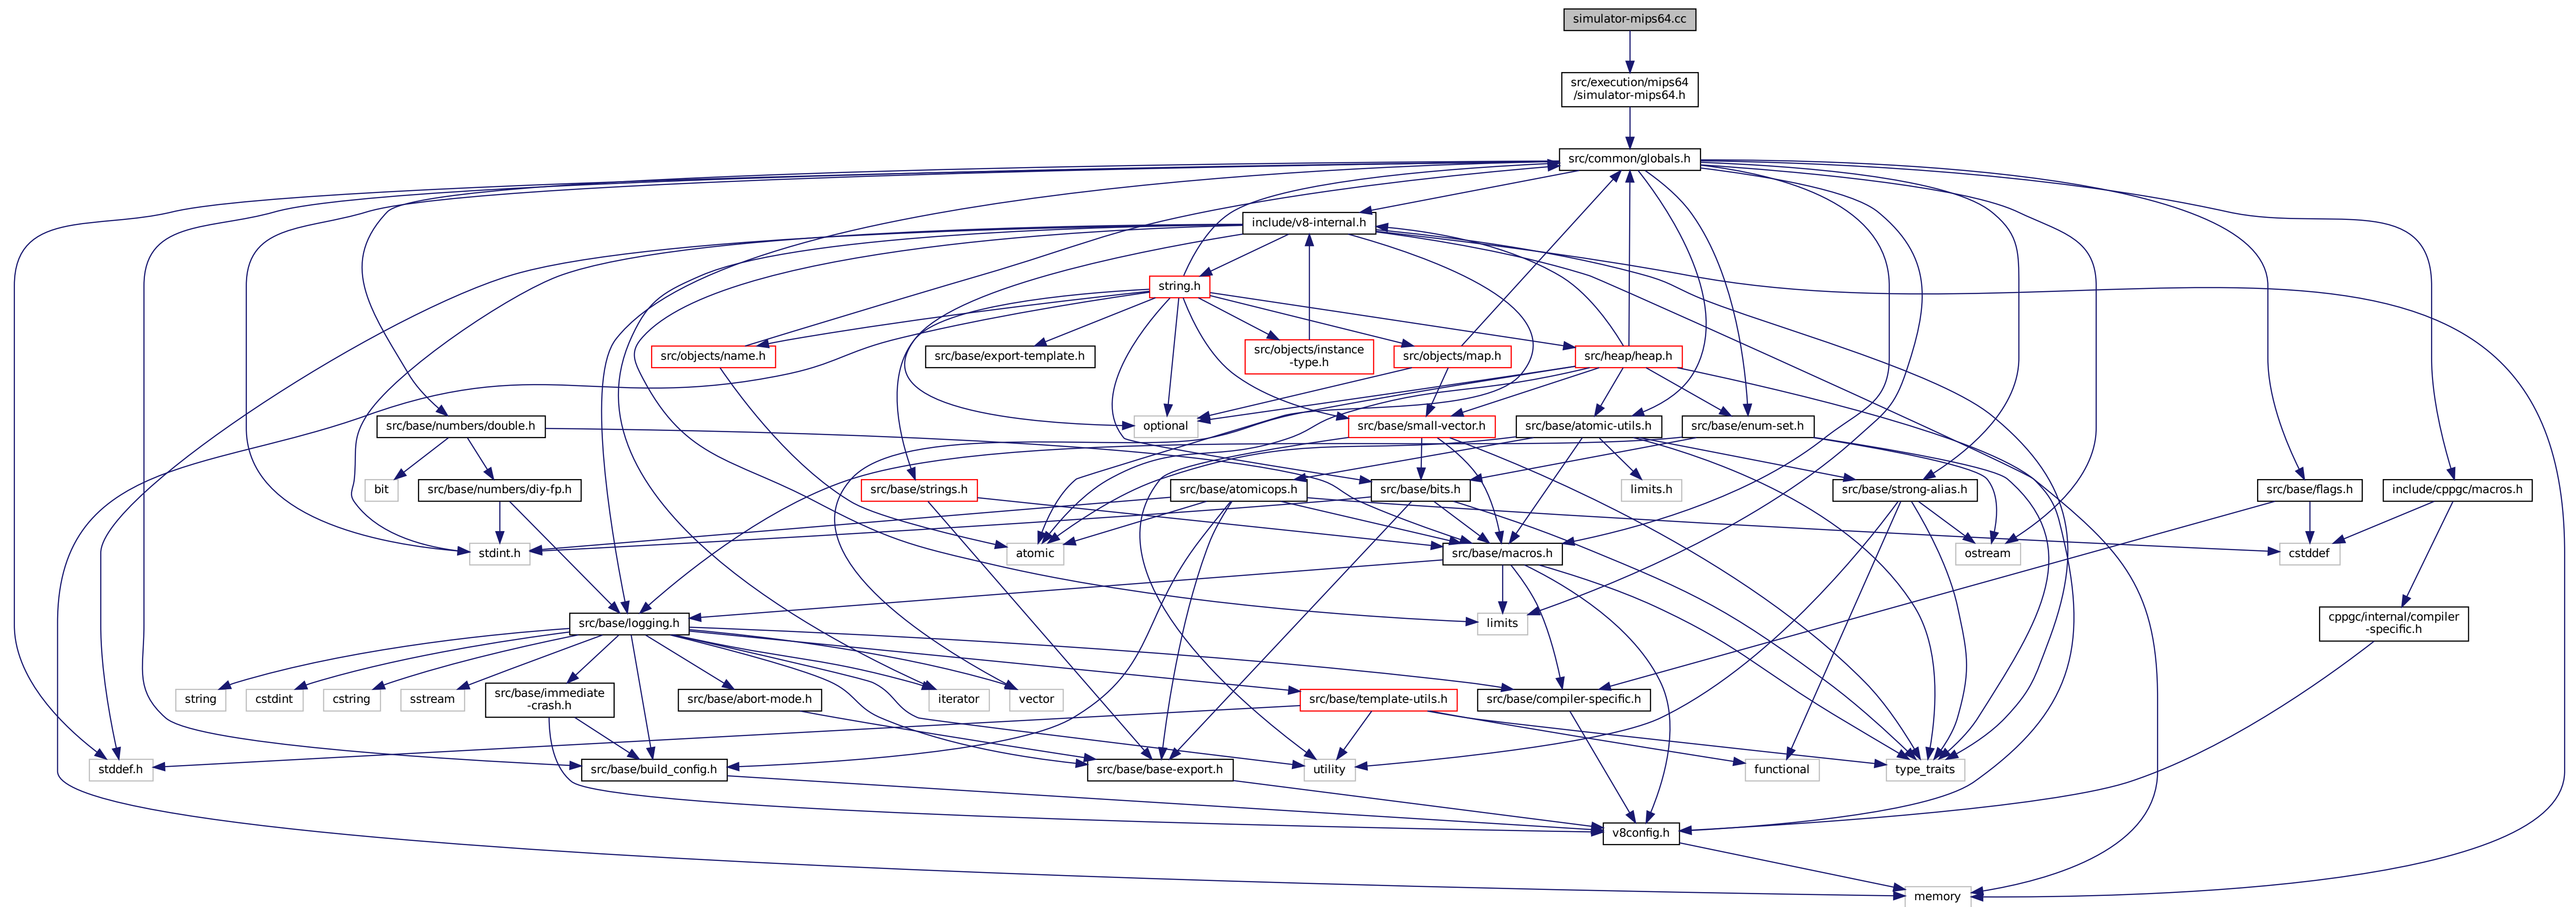 simulator-mips64.cc
src/execution/mips64
/simulator-mips64.h
src/common/globals.h
include/v8-internal.h
string.h
src/objects/name.h
src/base/export-template.h
src/objects/instance
-type.h
src/objects/map.h
src/heap/heap.h
src/base/numbers/double.h
optional
src/base/small-vector.h
src/base/atomic-utils.h
src/base/enum-set.h
bit
src/base/numbers/diy-fp.h
src/base/strings.h
src/base/atomicops.h
src/base/bits.h
limits.h
src/base/strong-alias.h
src/base/flags.h
include/cppgc/macros.h
stdint.h
atomic
src/base/macros.h
ostream
cstddef
src/base/logging.h
limits
cppgc/internal/compiler
-specific.h
string
cstdint
cstring
sstream
src/base/immediate
-crash.h
src/base/abort-mode.h
iterator
vector
src/base/template-utils.h
src/base/compiler-specific.h
stddef.h
src/base/build_config.h
src/base/base-export.h
utility
functional
type_traits
v8config.h
memory